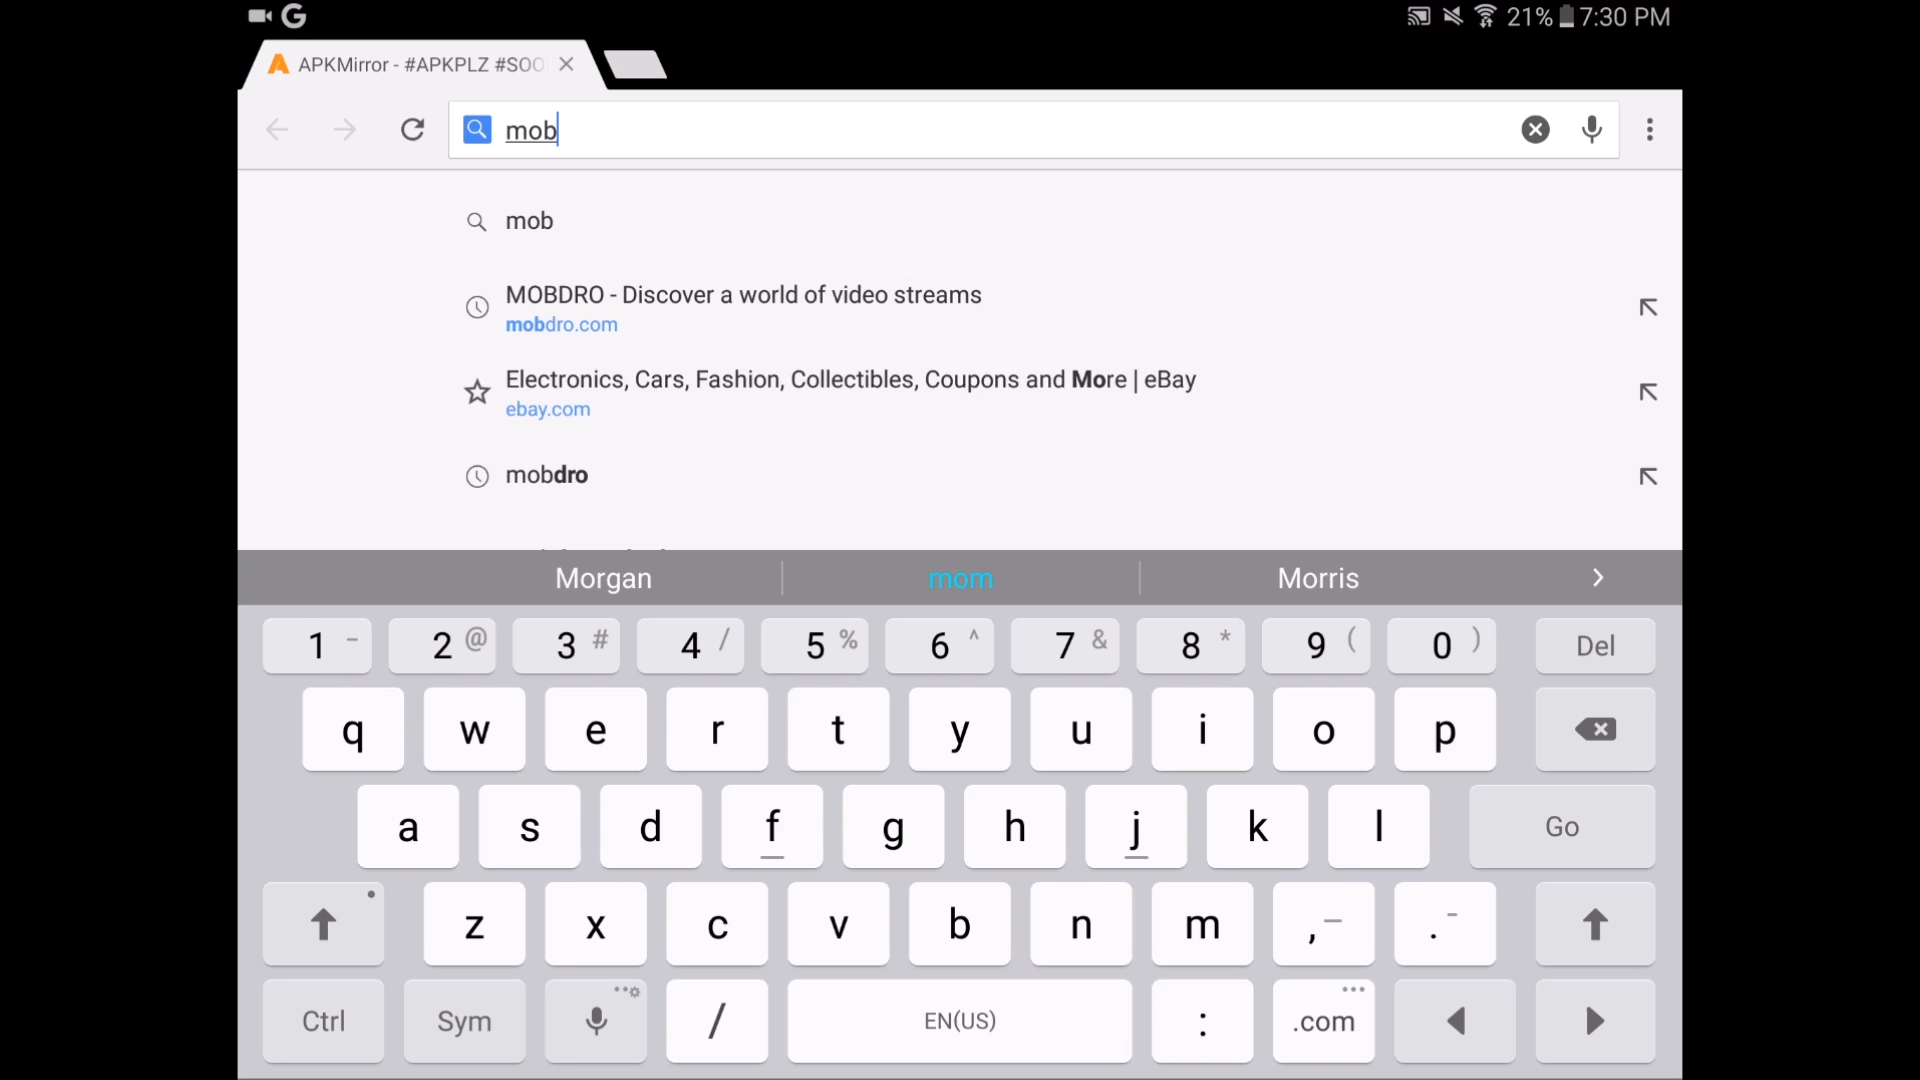 21% 7:30 PM
APKMirror - #APKPLZ #SOO
mob
mob
MOBDRO - Discover a world of video streams
mobdro.com
Electronics, Cars, Fashion, Collectibles, Coupons and More | eBay
ebay.com
mobdro
Morgan mom Morris
1 - 2 @ 3 # 4 / 5 % 6 ^ 7 & 8 * 9 ( 0 ) Del
q w e r t y u i o p
a s d f g h j k l Go
z x c v b n m , – . -
Ctrl Sym / EN(US) : .com